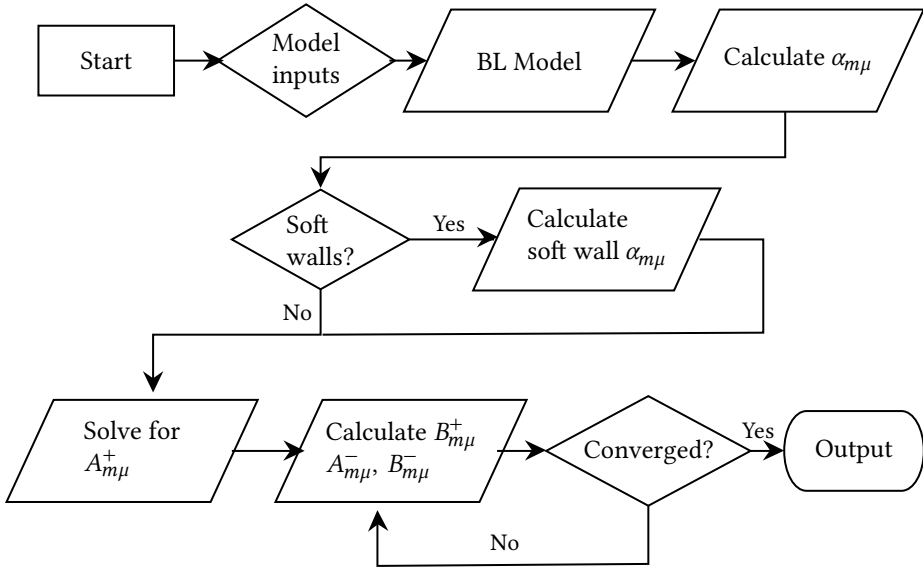 Start
Model
inputs
BL Model
Calculate αₘμ
Soft
walls?
Yes
Calculate
soft wall αₘμ
No
Solve for
A⁺ₘμ
Calculate B⁺ₘμ
A⁻ₘμ, B⁻ₘμ
Converged?
Yes
Output
No